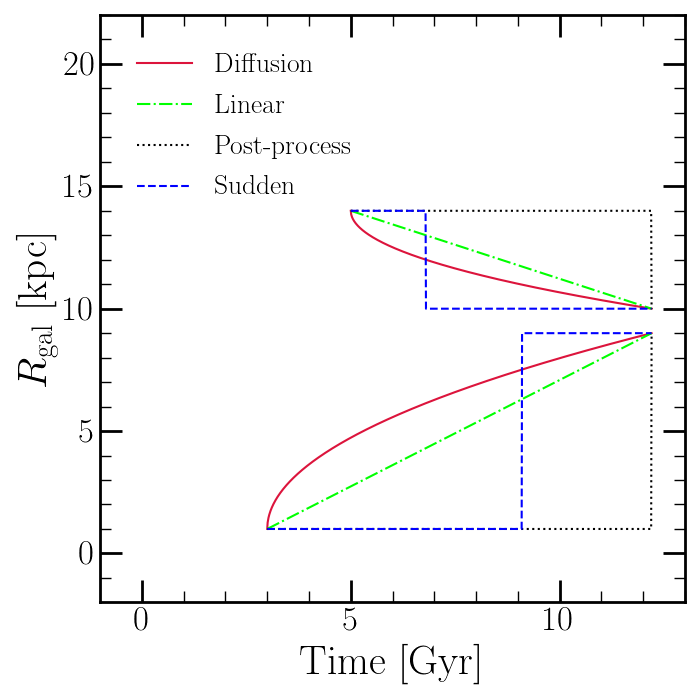 20
15
10
5
0
Diffusion
Linear
Post-process
Sudden
R_gal [kpc]
0 5 10
Time [Gyr]